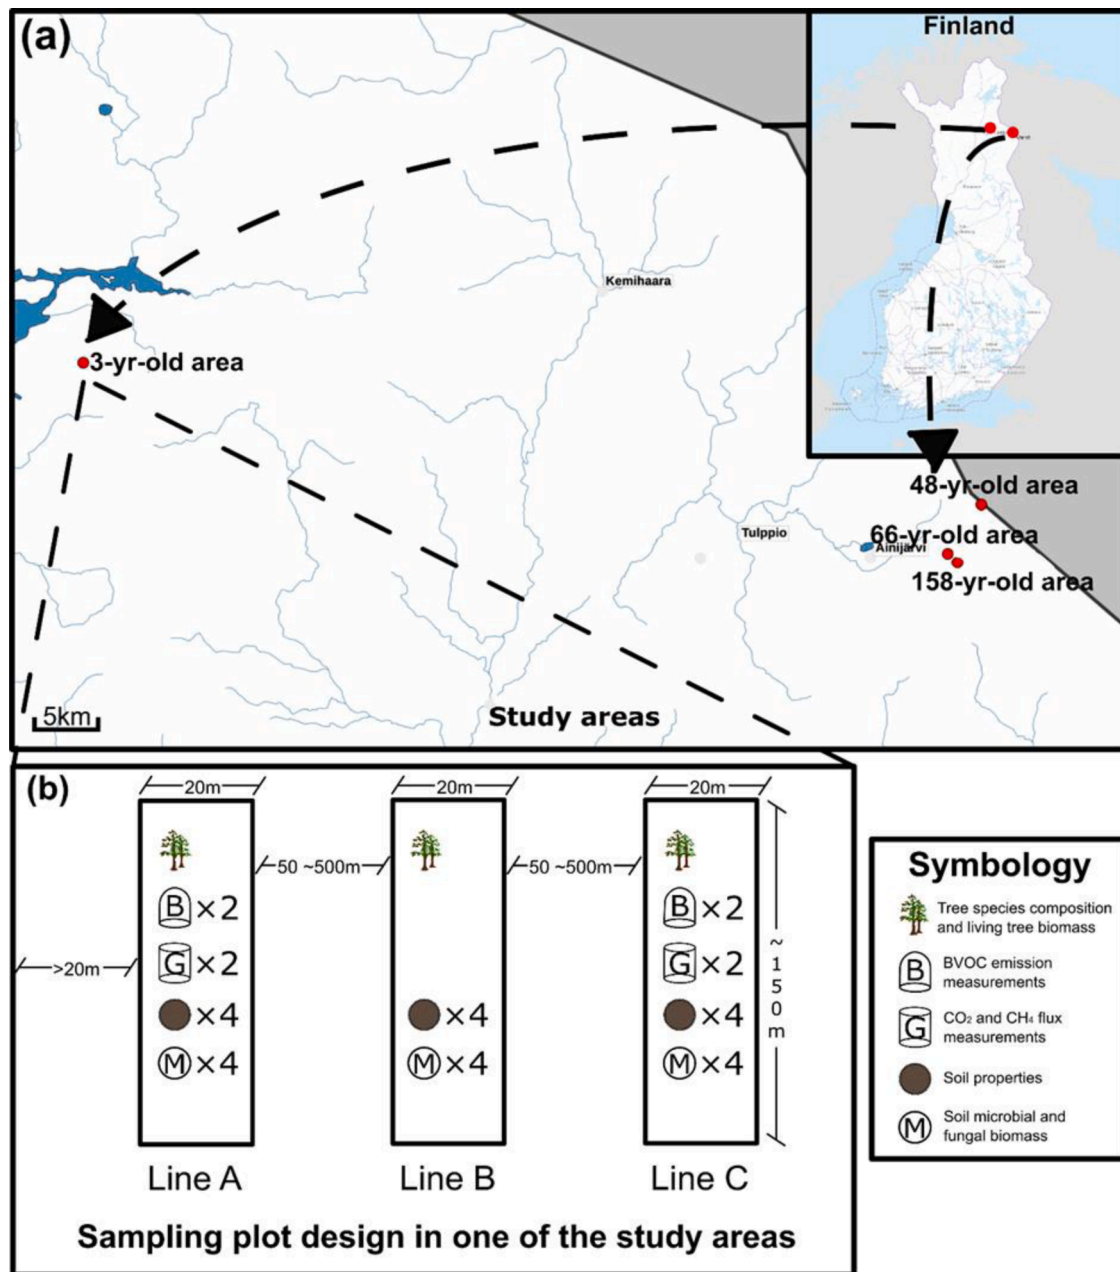 (a)
Finland
Kemihaara
3-yr-old area
48-yr-old area
66-yr-old area
Tulppio
Ainijärvi
158-yr-old area
5km
Study areas
(b)
20m
20m
20m
50 ~500m
50 ~500m
>20m
~150m
B ×2
B ×2
G ×2
G ×2
×4
×4
×4
M ×4
M ×4
M ×4
Line A
Line B
Line C
Sampling plot design in one of the study areas
Symbology
Tree species composition
and living tree biomass
B
BVOC emission
measurements
G
CO₂ and CH₄ flux
measurements
Soil properties
M
Soil microbial and
fungal biomass